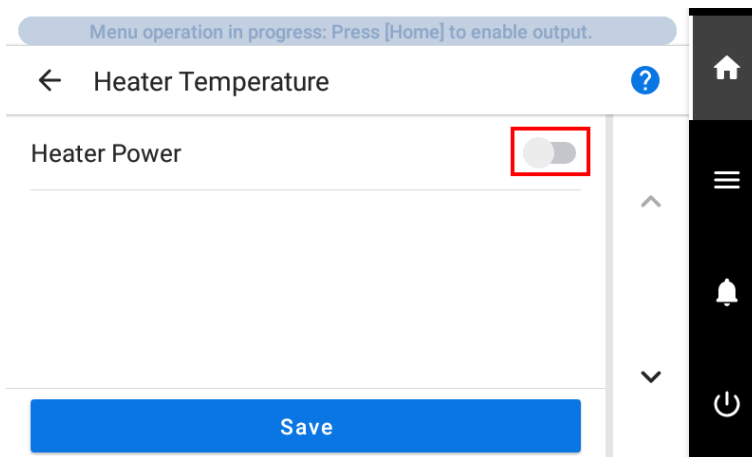 Menu operation in progress: Press [Home] to enable output.
Heater Temperature
?
Heater Power
Save